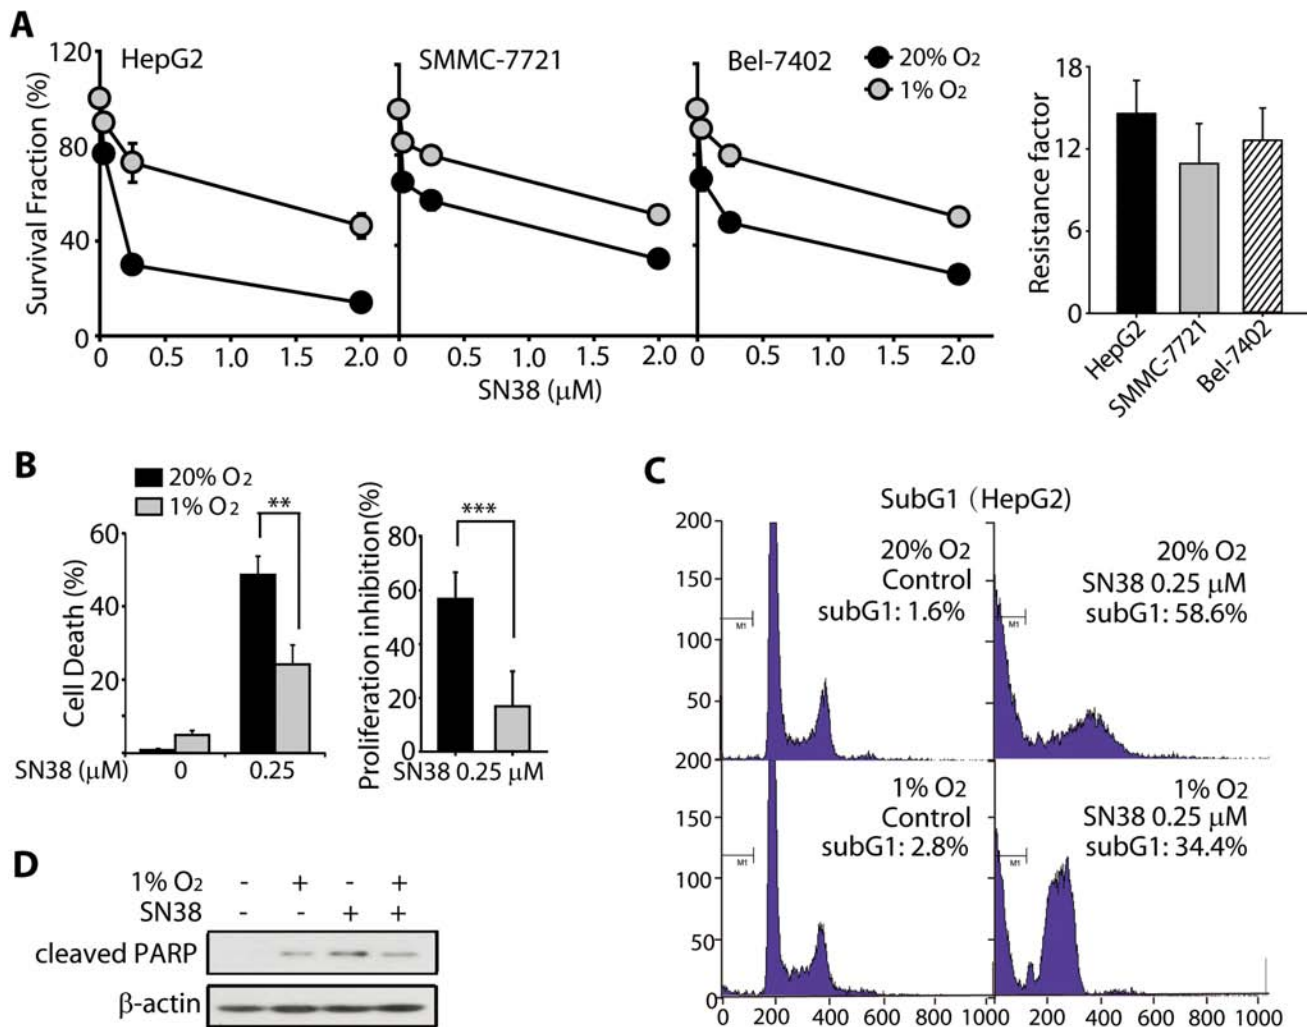 A
HepG2
SMMC-7721
Bel-7402
20% O2
1% O2
Survival Fraction (%)
120
80
40
0
0 0.5 1.0 1.5 2.0
0 0.5 1.0 1.5 2.0
0 0.5 1.0 1.5 2.0
SN38 (μM)
Resistance factor
18
12
6
0
HepG2
SMMC-7721
Bel-7402
B
20% O2
1% O2
**
Cell Death (%)
60
40
20
SN38 (μM) 0 0.25
***
Proliferation inhibition(%)
80
60
40
20
0
SN38 0.25 μM
C
SubG1 (HepG2)
200
150
100
50
20% O2
Control
subG1: 1.6%
M1
20% O2
SN38 0.25 μM
subG1: 58.6%
M1
200
150
100
50
0
1% O2
Control
subG1: 2.8%
M1
1% O2
SN38 0.25 μM
subG1: 34.4%
M1
0 200 400 600 800 1000
0 200 400 600 800 1000
D
1% O2 - + - +
SN38 - - + +
cleaved PARP
β-actin